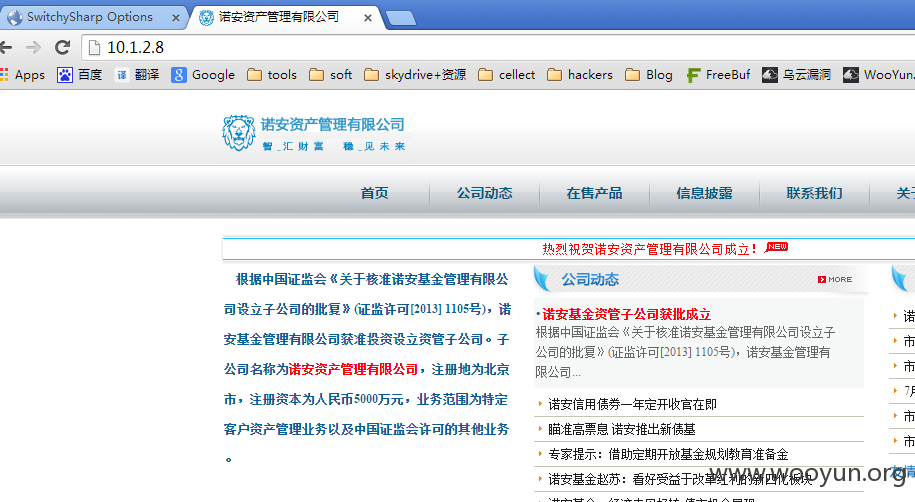 SwitchySharp Options
诺安资产管理有限公司
10.1.2.8
Apps 百度 翻译 Google tools soft skydrive+资源 cellect hackers Blog FreeBuf 乌云漏洞 WooYun.
诺安资产管理有限公司
智_汇财富 稳_见未来
首页 公司动态 在售产品 信息披露 联系我们 关于
热烈祝贺诺安资产管理有限公司成立! NEW
根据中国证监会《关于核准诺安基金管理有限公
司设立子公司的批复》(证监许可[2013] 1105号)，诺
安基金管理有限公司获准投资设立资管子公司。子
公司名称为诺安资产管理有限公司，注册地为北京
市，注册资本为人民币5000万元，业务范围为特定
客户资产管理业务以及中国证监会许可的其他业务
。
公司动态 MORE
·诺安基金资管子公司获批成立
根据中国证监会《关于核准诺安基金管理有限公司设立子
公司的批复》(证监许可[2013] 1105号)，诺安基金管理有
限公司...
诺安信用债券一年定开收官在即
瞄准高票息 诺安推出新债基
专家提示：借助定期开放基金规划教育准备金
诺安基金赵苏：看好受益于改革红利的新四化板块
诺
市
市
7月
市
市
友情
www.wooyun.org